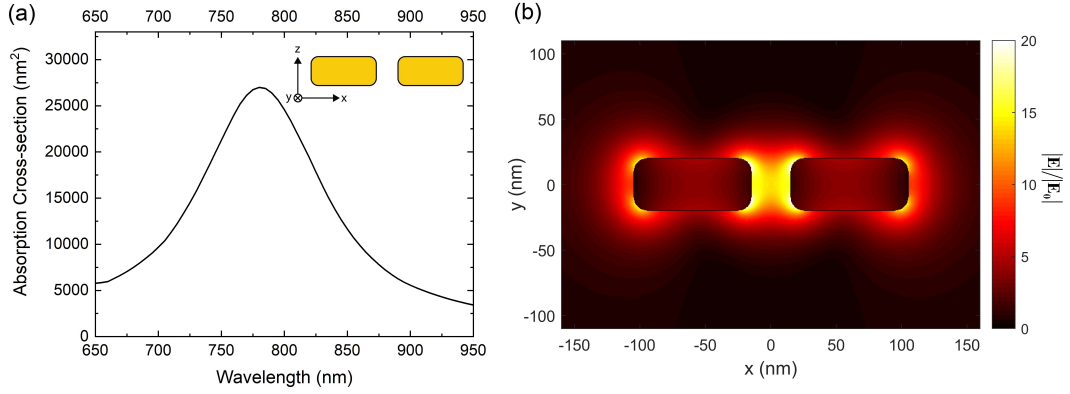 (a)
650 700 750 800 850 900 950
30000
25000
20000
15000
10000
5000
0
Absorption Cross-section (nm²)
z
y
x
650 700 750 800 850 900 950
Wavelength (nm)
(b)
100
50
0
-50
-100
y (nm)
-150 -100 -50 0 50 100 150
x (nm)
20
15
10
5
0
|E|/|E₀|